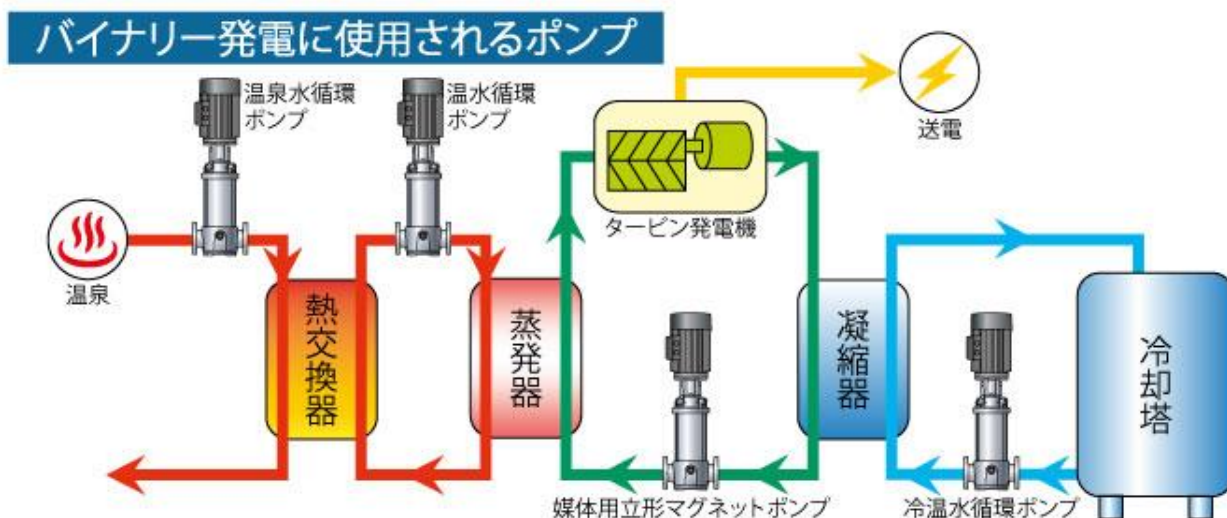 バイナリー発電に使用されるポンプ
温泉水循環
ポンプ
温水循環
ポンプ
送電
温泉
タービン発電機
熱交換器
蒸発器
凝縮器
冷却塔
媒体用立形マグネットポンプ
冷温水循環ポンプ